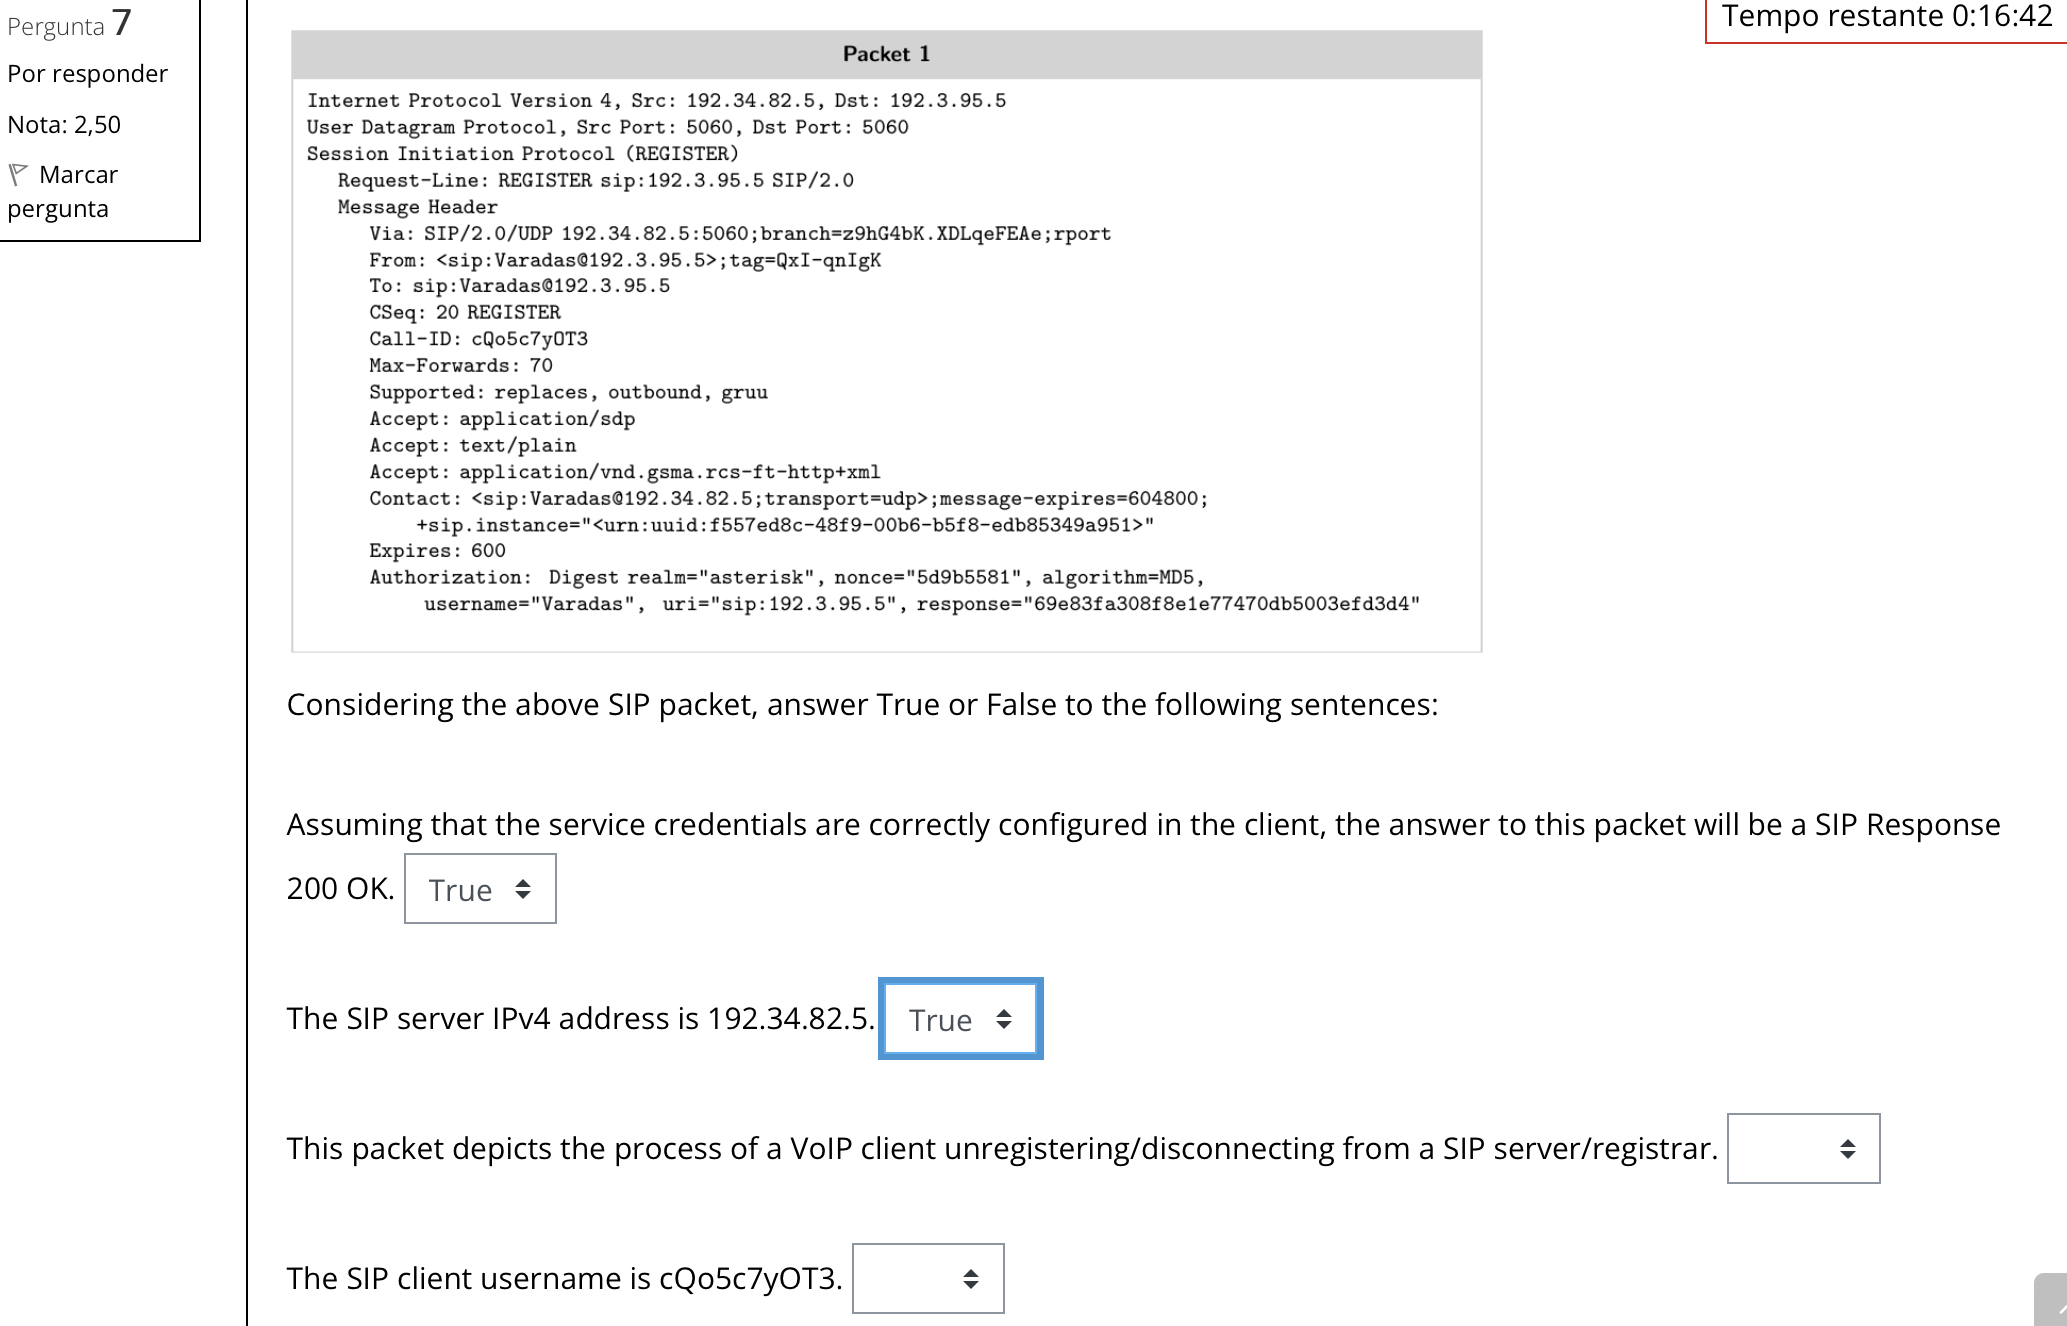 Pergunta 7
Por responder
Nota: 2,50
Marcar
pergunta
Tempo restante 0:16:42
Packet 1
Internet Protocol Version 4, Src: 192.34.82.5, Dst: 192.3.95.5
User Datagram Protocol, Src Port: 5060, Dst Port: 5060
Session Initiation Protocol (REGISTER)
Request-Line: REGISTER sip:192.3.95.5 SIP/2.0
Message Header
Via: SIP/2.0/UDP 192.34.82.5:5060;branch=z9hG4bK.XDLqeFEAe;rport
From: <sip:Varadas@192.3.95.5>;tag=QxI-qnIgK
To: sip:Varadas@192.3.95.5
CSeq: 20 REGISTER
Call-ID: cQo5c7yOT3
Max-Forwards: 70
Supported: replaces, outbound, gruu
Accept: application/sdp
Accept: text/plain
Accept: application/vnd.gsma.rcs-ft-http+xml
Contact: <sip:Varadas@192.34.82.5;transport=udp>;message-expires=604800;
+sip.instance="<urn:uuid:f557ed8c-48f9-00b6-b5f8-edb85349a951>"
Expires: 600
Authorization: Digest realm="asterisk", nonce="5d9b5581", algorithm=MD5,
username="Varadas", uri="sip:192.3.95.5", response="69e83fa308f8e1e77470db5003efd3d4"
Considering the above SIP packet, answer True or False to the following sentences:
Assuming that the service credentials are correctly configured in the client, the answer to this packet will be a SIP Response
200 OK. True
The SIP server IPv4 address is 192.34.82.5. True
This packet depicts the process of a VoIP client unregistering/disconnecting from a SIP server/registrar.
The SIP client username is cQo5c7yOT3.